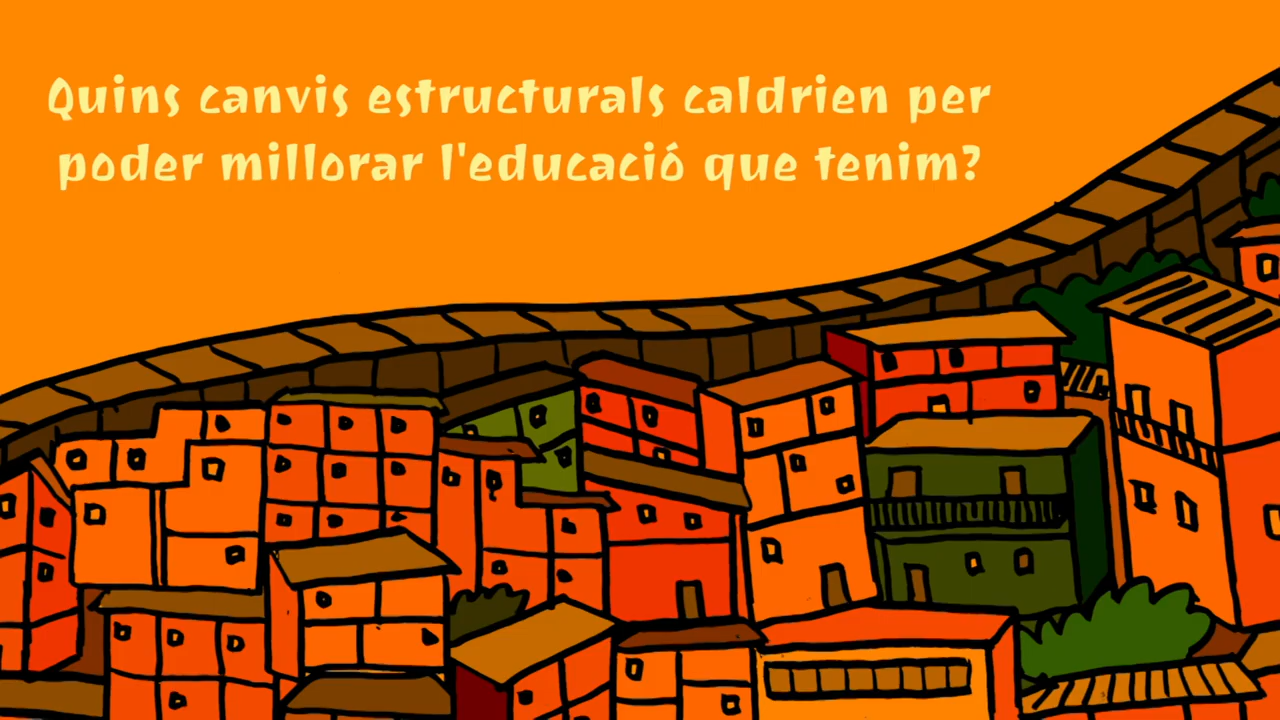 Quins canvis estructurals caldrien per
poder millorar l'educació que tenim?